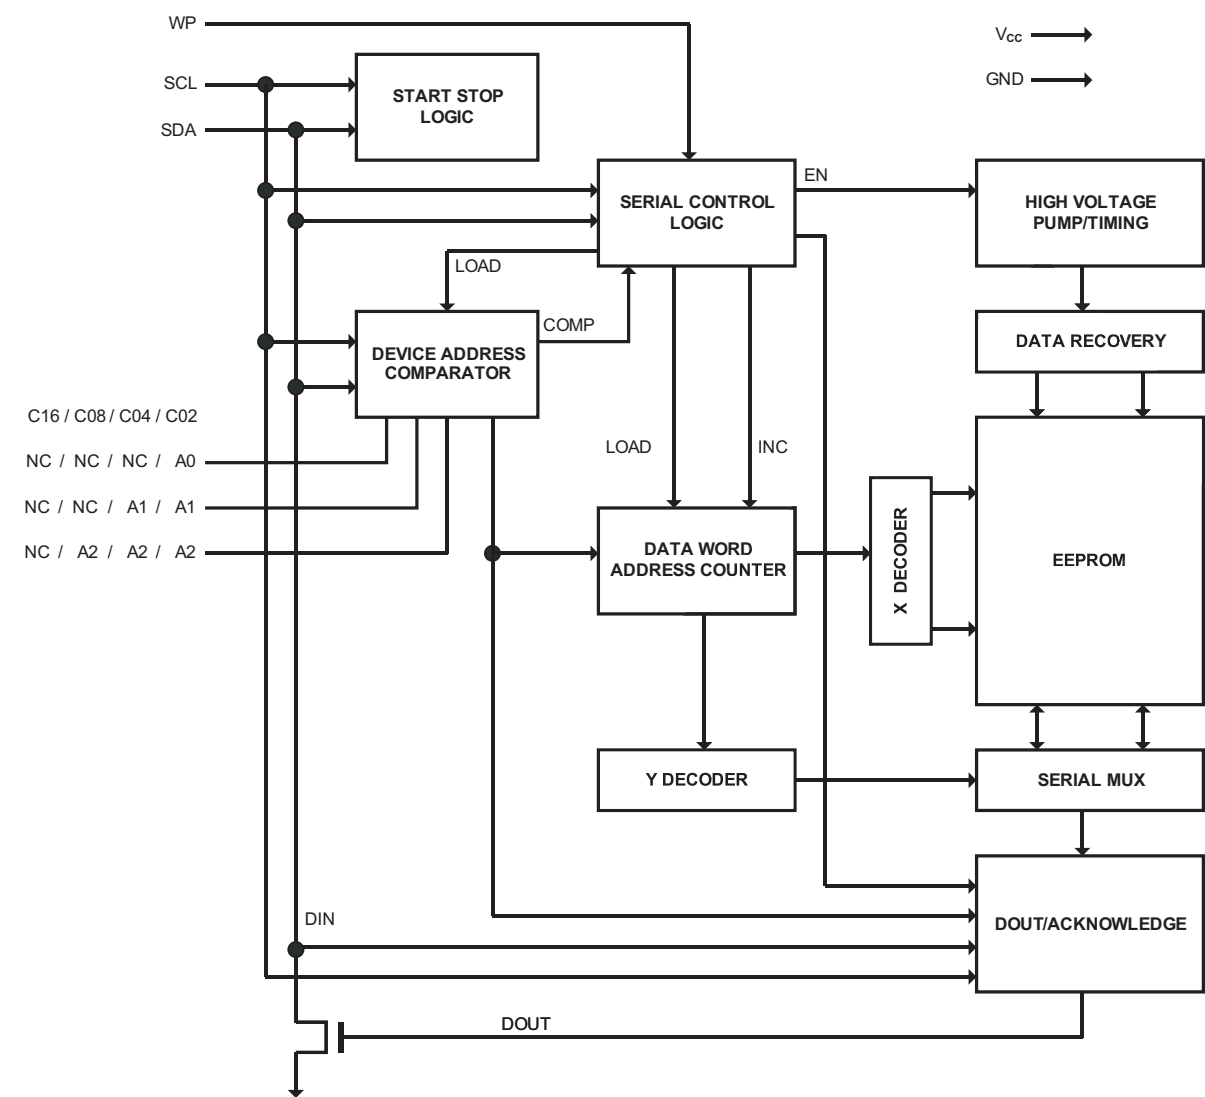 WP
SCL
SDA
START STOP
LOGIC
Vcc
GND
SERIAL CONTROL
LOGIC
EN
HIGH VOLTAGE
PUMP/TIMING
LOAD
COMP
DEVICE ADDRESS
COMPARATOR
DATA RECOVERY
C16 / C08 / C04 / C02
NC / NC / NC / A0
NC / NC / A1 / A1
NC / A2 / A2 / A2
LOAD
INC
DATA WORD
ADDRESS COUNTER
X DECODER
EEPROM
Y DECODER
SERIAL MUX
DIN
DOUT/ACKNOWLEDGE
DOUT